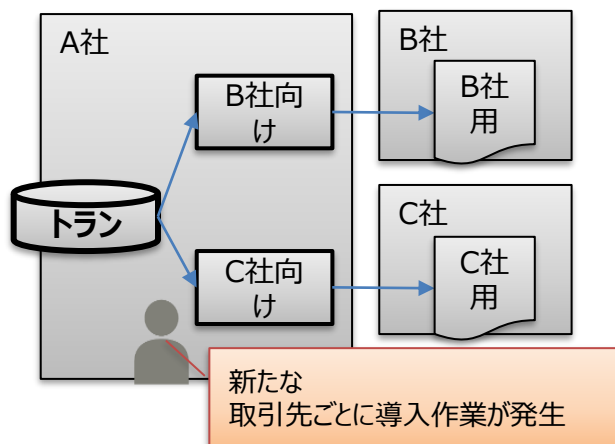 A社
B社向
け
B社
B社
用
トラン
C社向
け
C社
C社
用
新たな
取引先ごとに導入作業が発生